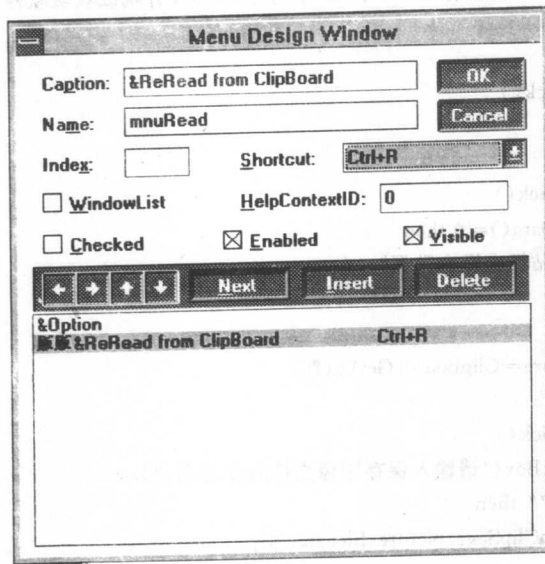 Menu Design Window
Caption: &ReRead from ClipBoard OK
Name: mnuRead Cancel
Index: Shortcut: Ctrl+R
WindowList HelpContextID: 0
Checked Enabled Visible
Next Insert Delete
&Option
&ReRead from ClipBoard Ctrl+R